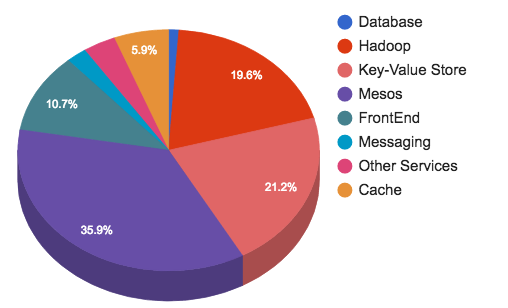 Database
Hadoop
Key-Value Store
Mesos
FrontEnd
Messaging
Other Services
Cache
5.9%
19.6%
10.7%
21.2%
35.9%